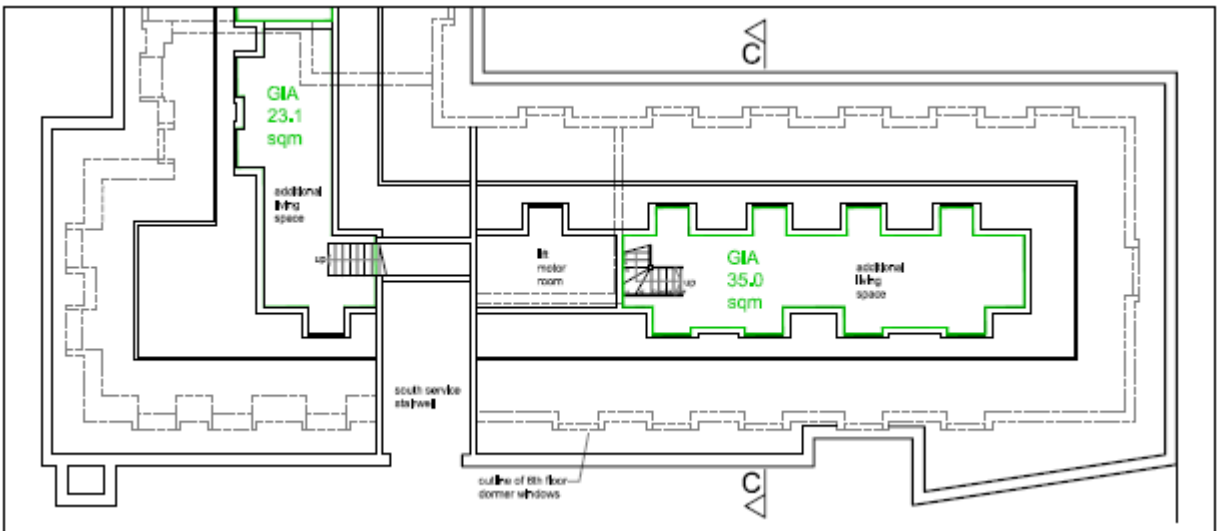 C
GIA
23.1
sqm
additional
living
space
up
lift
motor
room
up
GIA
35.0
sqm
additional
living
space
south service
stairwell
outline of 6th floor
dormer windows
C